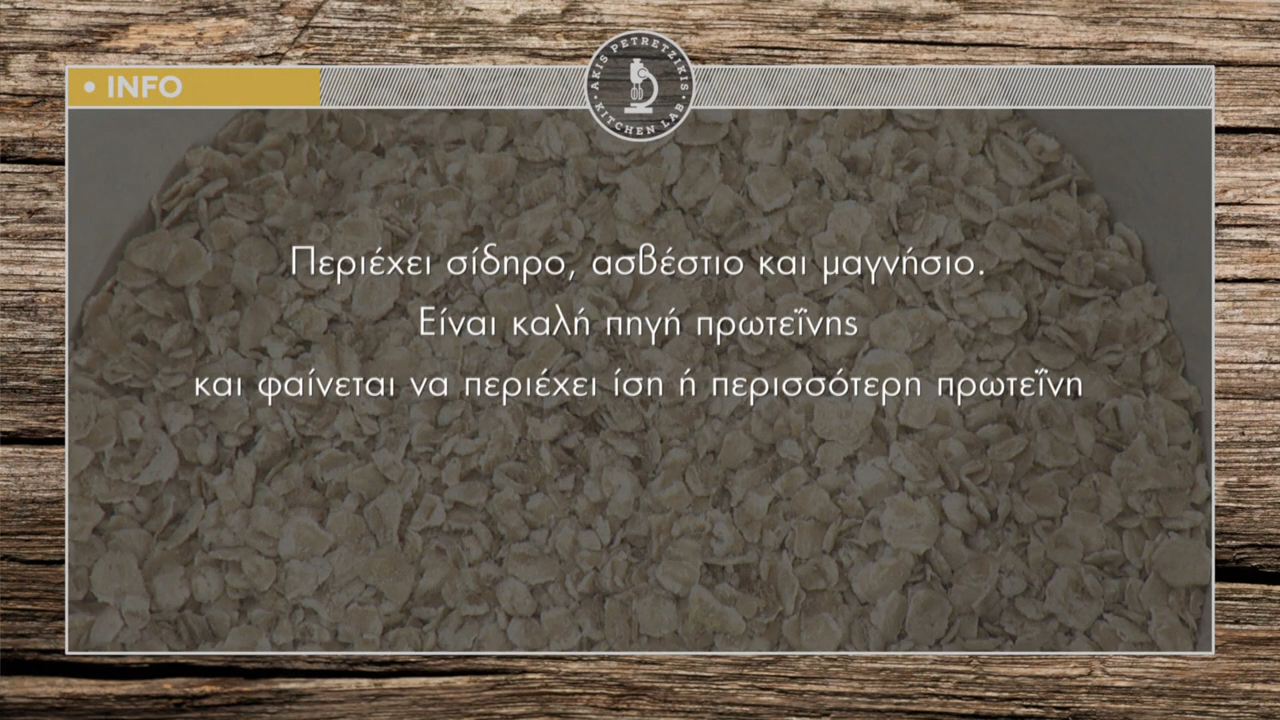 • INFO
AKIS PETRETZIKIS
• KITCHEN LAB •
Περιέχει σίδηρο, ασβέστιο και μαγνήσιο.
Είναι καλή πηγή πρωτεΐνης
και φαίνεται να περιέχει ίση ή περισσότερη πρωτεΐνη